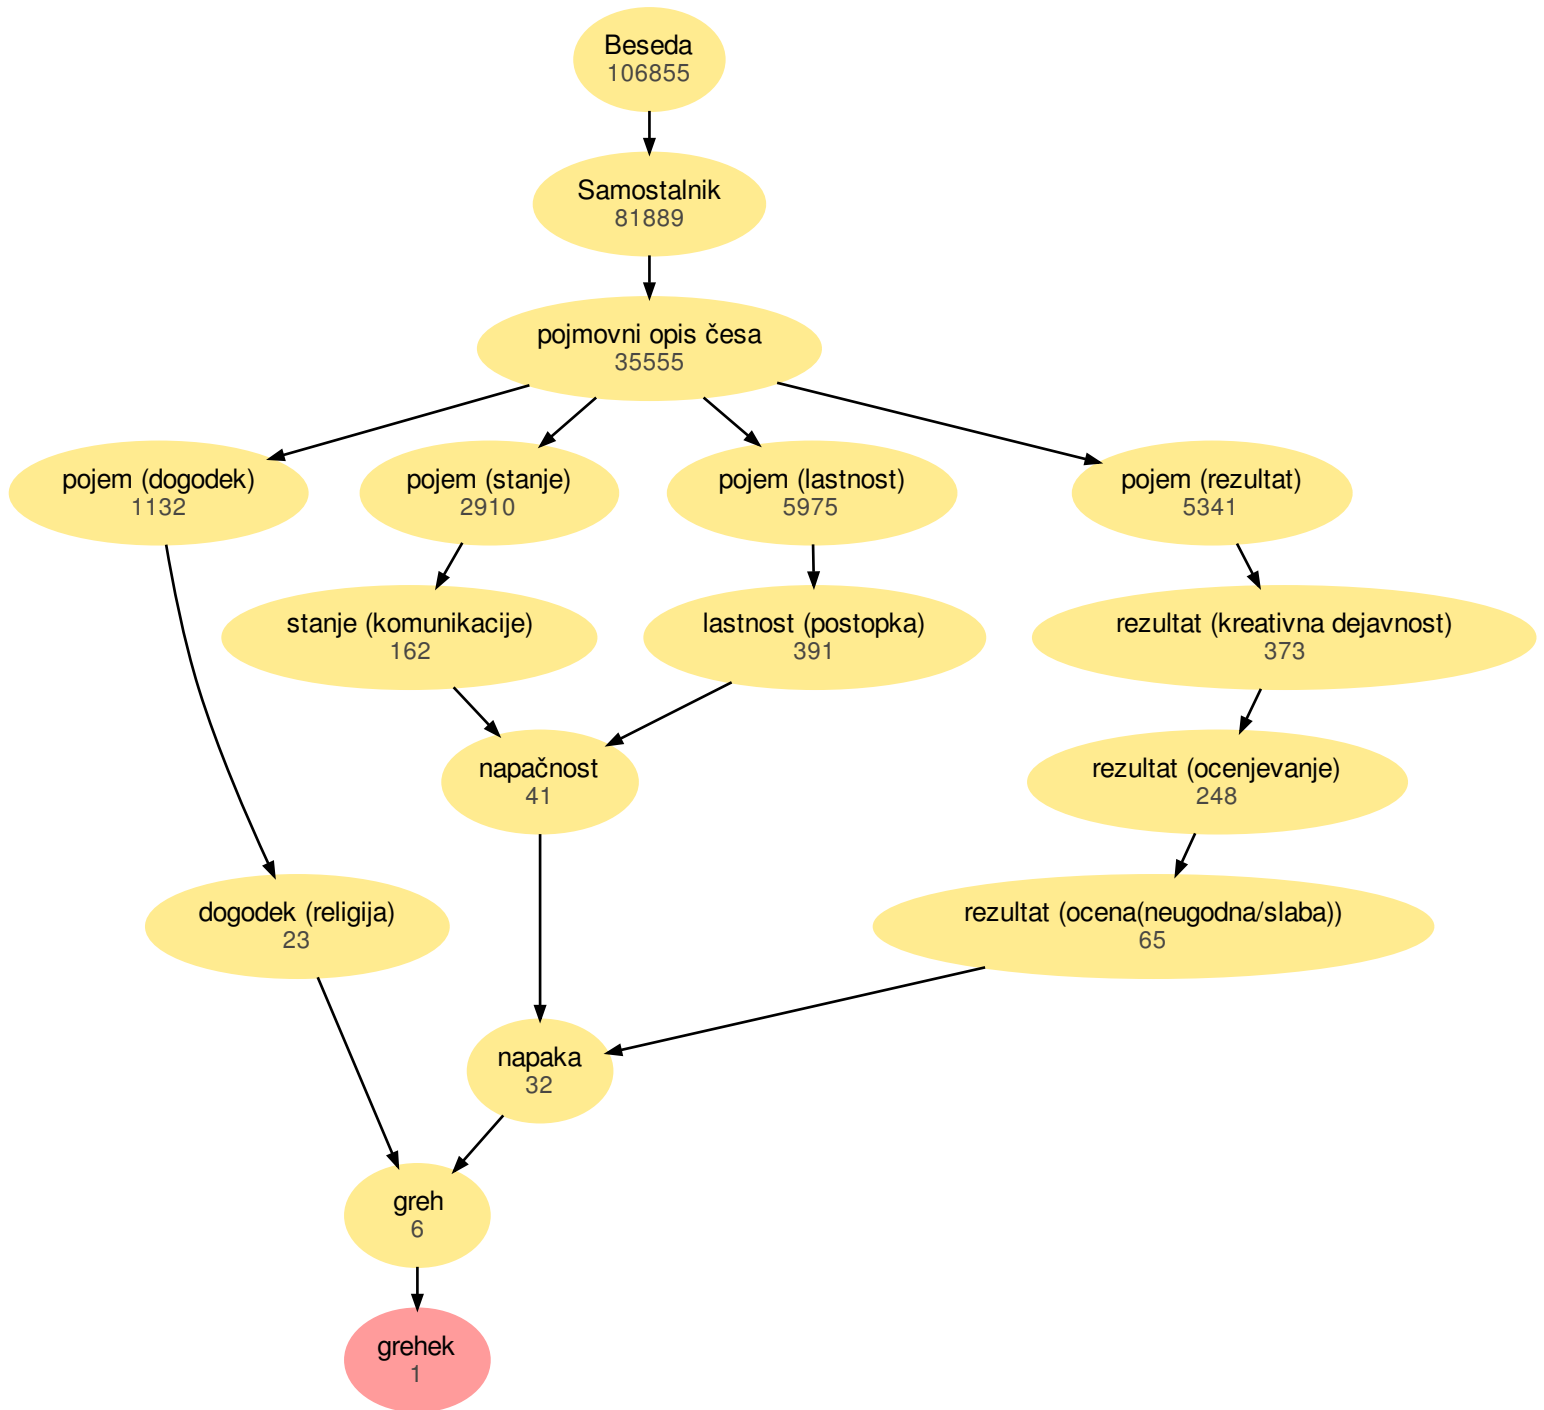 Beseda
106855
Samostalnik
81889
pojmovni opis česa
35555
pojem (dogodek)
1132
pojem (stanje)
2910
pojem (lastnost)
5975
pojem (rezultat)
5341
stanje (komunikacije)
162
lastnost (postopka)
391
rezultat (kreativna dejavnost)
373
napačnost
41
rezultat (ocenjevanje)
248
dogodek (religija)
23
rezultat (ocena(neugodna/slaba))
65
napaka
32
greh
6
grehek
1